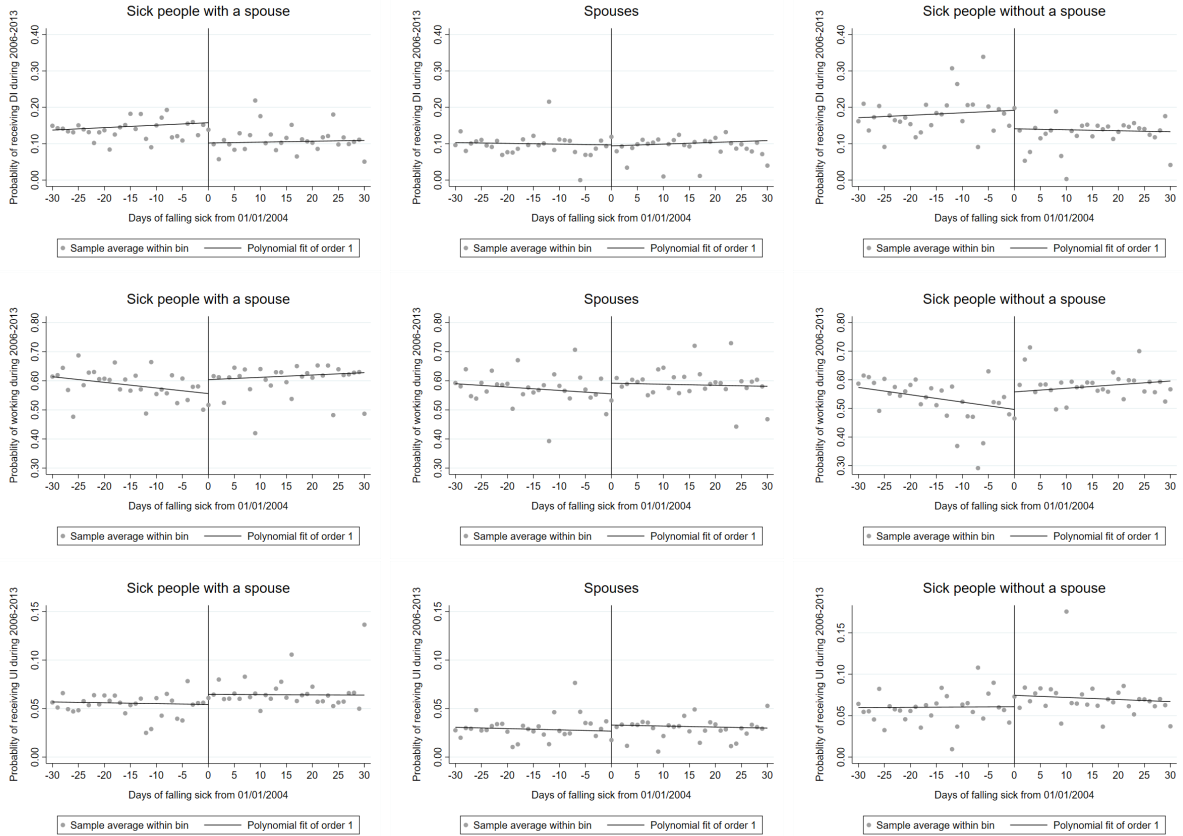 Sick people with a spouse
Probablity of receiving DI during 2006-2013
0.40
0.30
0.20
0.10
0.00
-30 -25 -20 -15 -10 -5 0 5 10 15 20 25 30
Days of falling sick from 01/01/2004
Sample average within bin Polynomial fit of order 1
Spouses
Probablity of receiving DI during 2006-2013
0.40
0.30
0.20
0.10
0.00
-30 -25 -20 -15 -10 -5 0 5 10 15 20 25 30
Days of falling sick from 01/01/2004
Sample average within bin Polynomial fit of order 1
Sick people without a spouse
Probablity of receiving DI during 2006-2013
0.40
0.30
0.20
0.10
0.00
-30 -25 -20 -15 -10 -5 0 5 10 15 20 25 30
Days of falling sick from 01/01/2004
Sample average within bin Polynomial fit of order 1
Sick people with a spouse
Probablity of working during 2006-2013
0.80
0.70
0.60
0.50
0.40
0.30
-30 -25 -20 -15 -10 -5 0 5 10 15 20 25 30
Days of falling sick from 01/01/2004
Sample average within bin Polynomial fit of order 1
Spouses
Probablity of working during 2006-2013
0.80
0.70
0.60
0.50
0.40
0.30
-30 -25 -20 -15 -10 -5 0 5 10 15 20 25 30
Days of falling sick from 01/01/2004
Sample average within bin Polynomial fit of order 1
Sick people without a spouse
Probablity of working during 2006-2013
0.80
0.70
0.60
0.50
0.40
0.30
-30 -25 -20 -15 -10 -5 0 5 10 15 20 25 30
Days of falling sick from 01/01/2004
Sample average within bin Polynomial fit of order 1
Sick people with a spouse
Probablity of receiving UI during 2006-2013
0.15
0.10
0.05
0.00
-30 -25 -20 -15 -10 -5 0 5 10 15 20 25 30
Days of falling sick from 01/01/2004
Sample average within bin Polynomial fit of order 1
Spouses
Probablity of receiving UI during 2006-2013
0.15
0.10
0.05
0.00
-30 -25 -20 -15 -10 -5 0 5 10 15 20 25 30
Days of falling sick from 01/01/2004
Sample average within bin Polynomial fit of order 1
Sick people without a spouse
Probablity of receiving UI during 2006-2013
0.15
0.10
0.05
0.00
-30 -25 -20 -15 -10 -5 0 5 10 15 20 25 30
Days of falling sick from 01/01/2004
Sample average within bin Polynomial fit of order 1